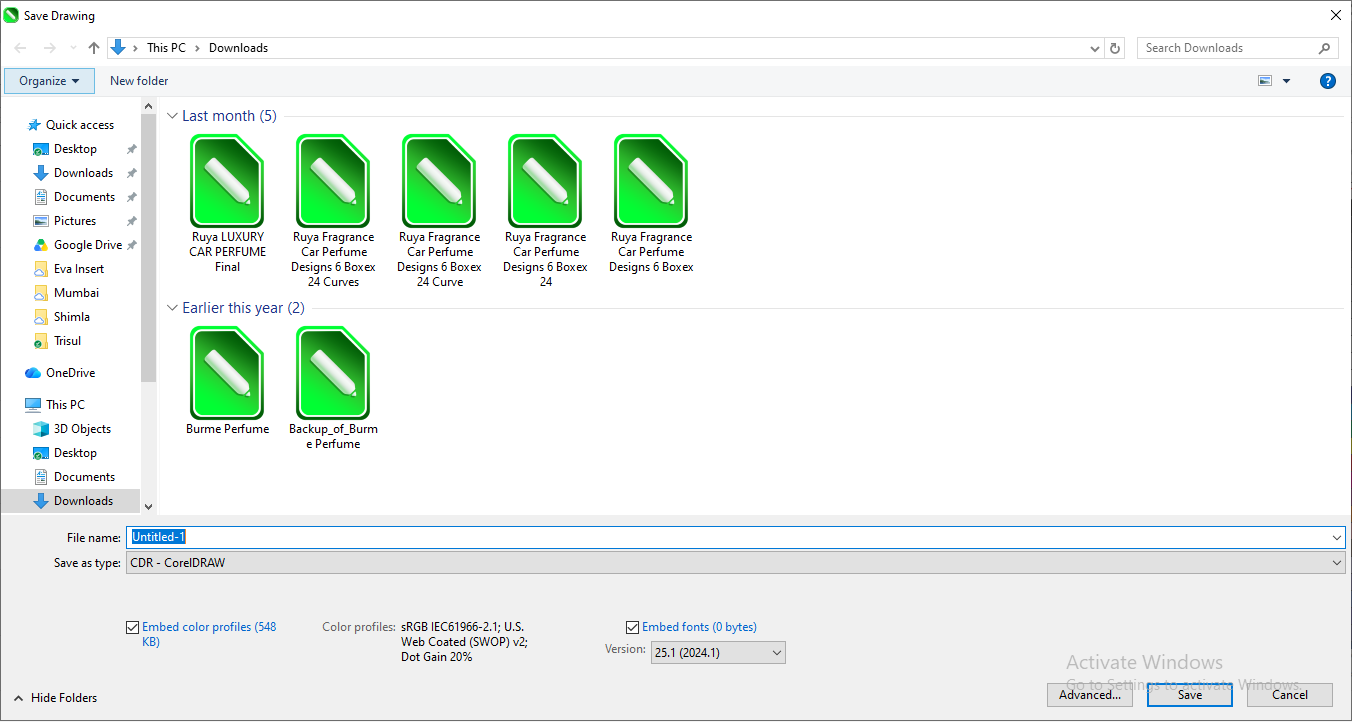 Save Drawing
This PC > Downloads
Search Downloads
Organize
New folder
?
Quick access
Desktop
Downloads
Documents
Pictures
Google Drive
Eva Insert
Mumbai
Shimla
Trisul
OneDrive
This PC
3D Objects
Desktop
Documents
Downloads
Last month (5)
Ruya LUXURY
CAR PERFUME
Final
Ruya Fragrance
Car Perfume
Designs 6 Boxex
24 Curves
Ruya Fragrance
Car Perfume
Designs 6 Boxex
24 Curve
Ruya Fragrance
Car Perfume
Designs 6 Boxex
24
Ruya Fragrance
Car Perfume
Designs 6 Boxex
Earlier this year (2)
Burme Perfume
Backup_of_Burm
e Perfume
File name: Untitled-1
Save as type: CDR - CorelDRAW
Embed color profiles (548
KB)
Color profiles: sRGB IEC61966-2.1; U.S.
Web Coated (SWOP) v2;
Dot Gain 20%
Embed fonts (0 bytes)
Version: 25.1 (2024.1)
Activate Windows
Go to Settings to activate Windows.
Hide Folders
Advanced...
Save
Cancel